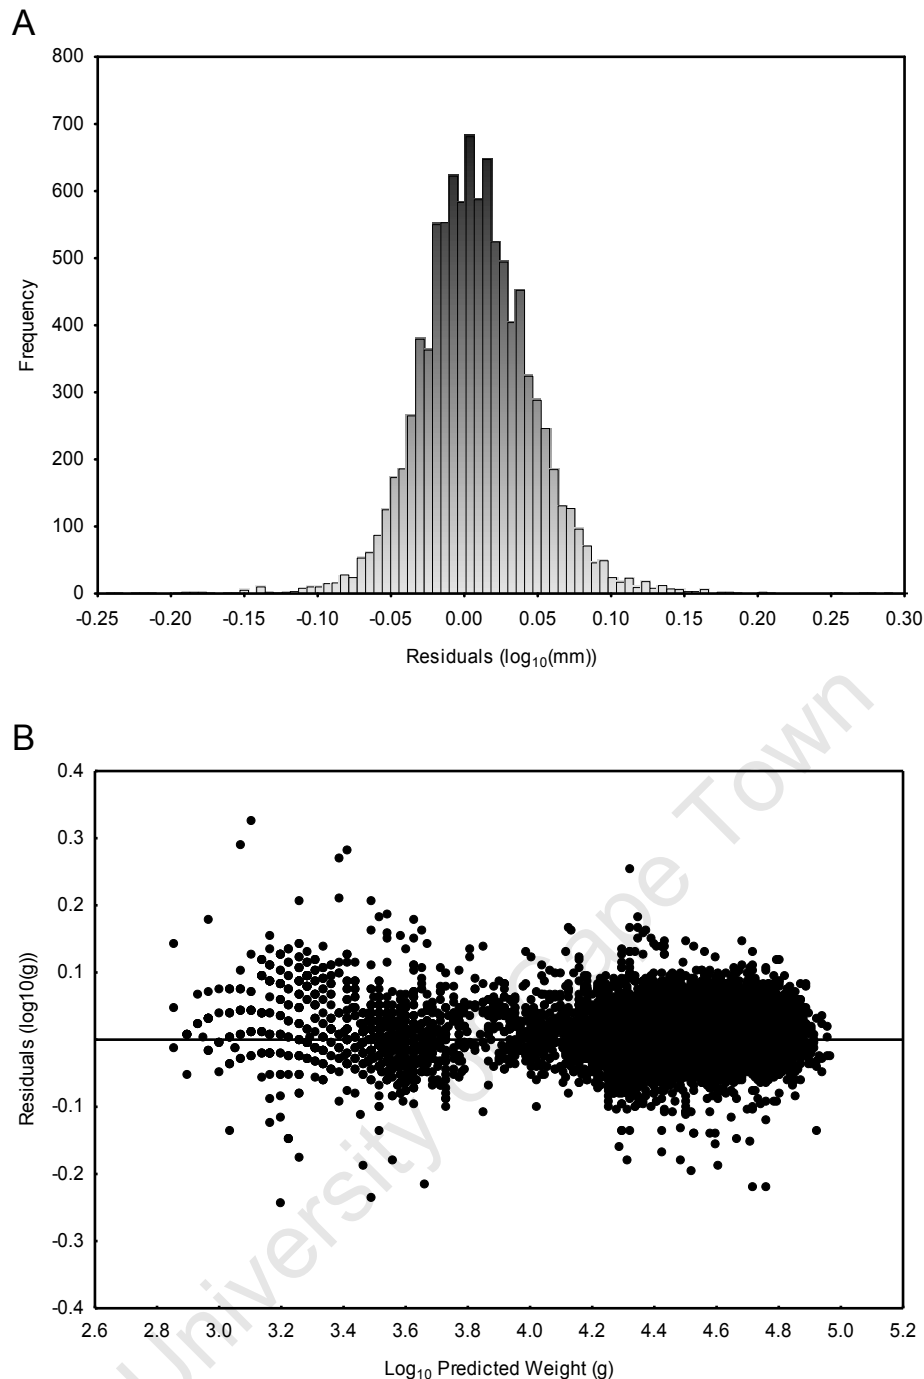 A
800
700
600
500
400
300
200
100
0
Frequency
-0.25 -0.20 -0.15 -0.10 -0.05 0.00 0.05 0.10 0.15 0.20 0.25 0.30
Residuals (log₁₀(mm))
B
0.4
0.3
0.2
0.1
-0.1
-0.2
-0.3
-0.4
Residuals (log10(g))
2.6 2.8 3.0 3.2 3.4 3.6 3.8 4.0 4.2 4.4 4.6 4.8 5.0 5.2
Log₁₀ Predicted Weight (g)
University of Cape Town